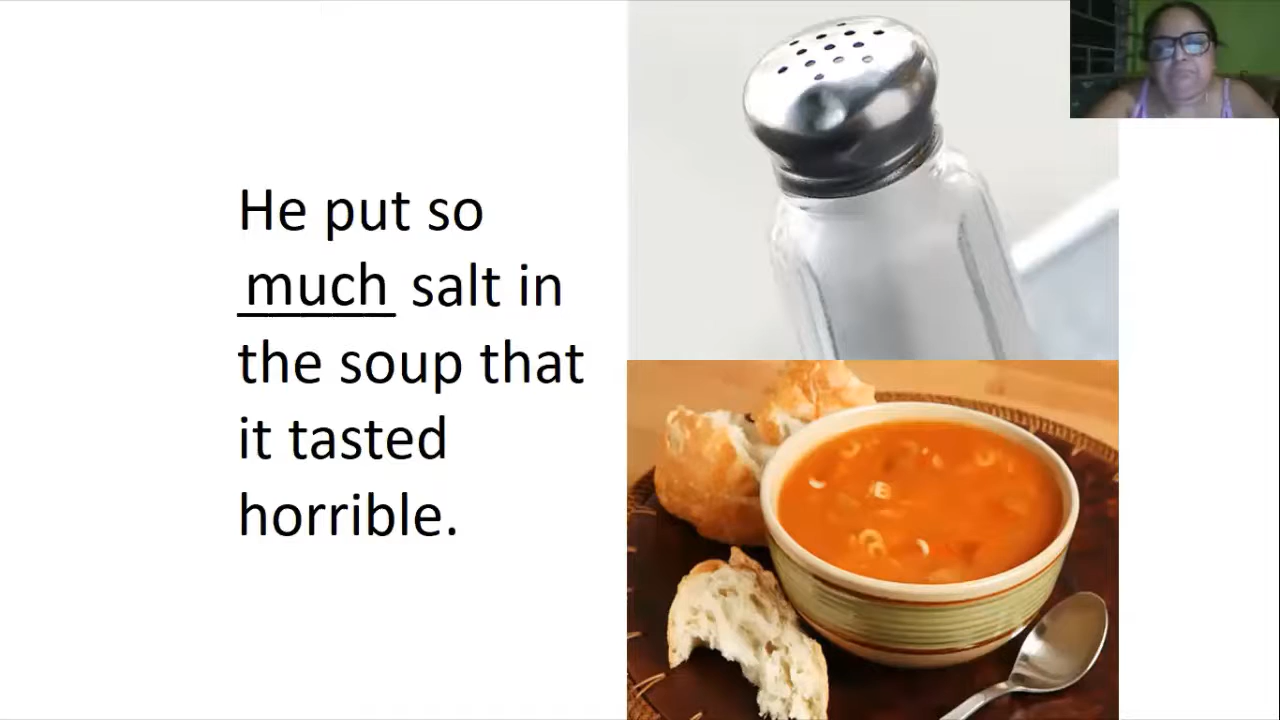 He put so
much salt in
the soup that
it tasted
horrible.